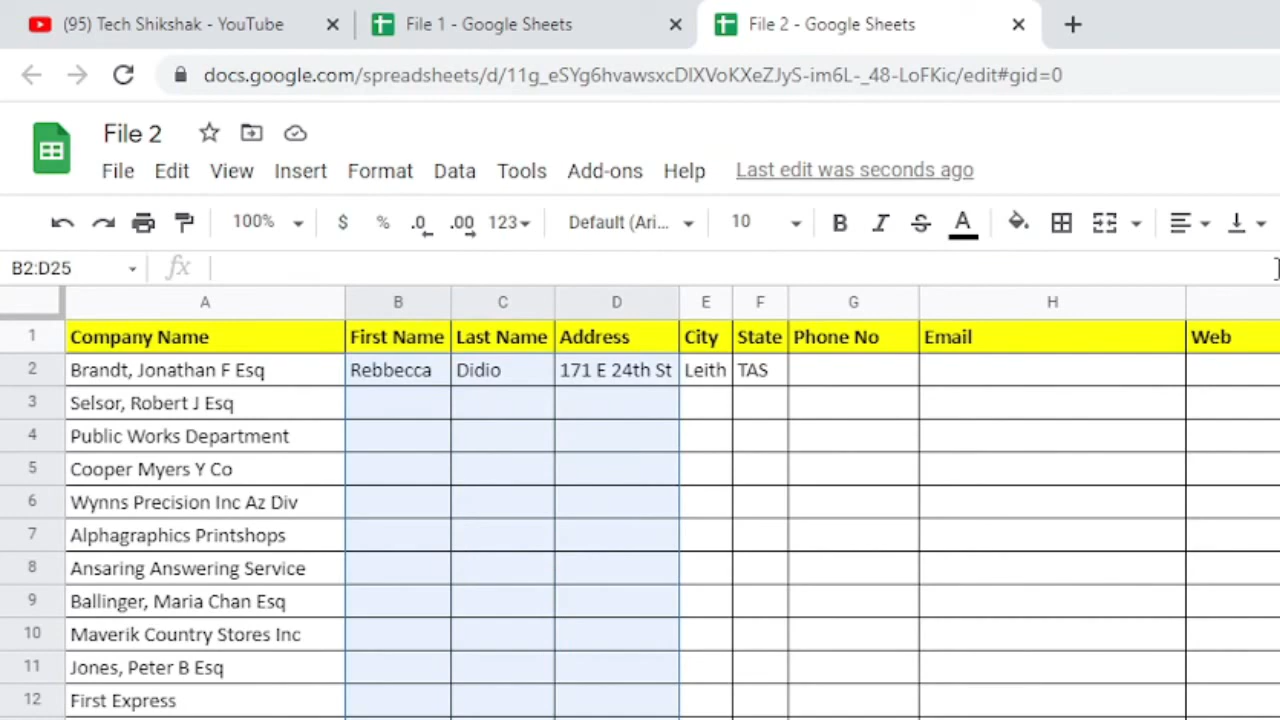 (95) Tech Shikshak - YouTube File 1 - Google Sheets File 2 - Google Sheets
docs.google.com/spreadsheets/d/11g_eSYg6hvawsxcDlXVoKXeZJyS-im6L-_48-LoFKic/edit#gid=0
File 2
File Edit View Insert Format Data Tools Add-ons Help Last edit was seconds ago
100% $ % .0 .00 123 Default (Ari... 10 B I S A
B2:D25 fx
A B C D E F G H
1 Company Name First Name Last Name Address City State Phone No Email Web
2 Brandt, Jonathan F Esq Rebbecca Didio 171 E 24th St Leith TAS
3 Selsor, Robert J Esq
4 Public Works Department
5 Cooper Myers Y Co
6 Wynns Precision Inc Az Div
7 Alphagraphics Printshops
8 Ansaring Answering Service
9 Ballinger, Maria Chan Esq
10 Maverik Country Stores Inc
11 Jones, Peter B Esq
12 First Express